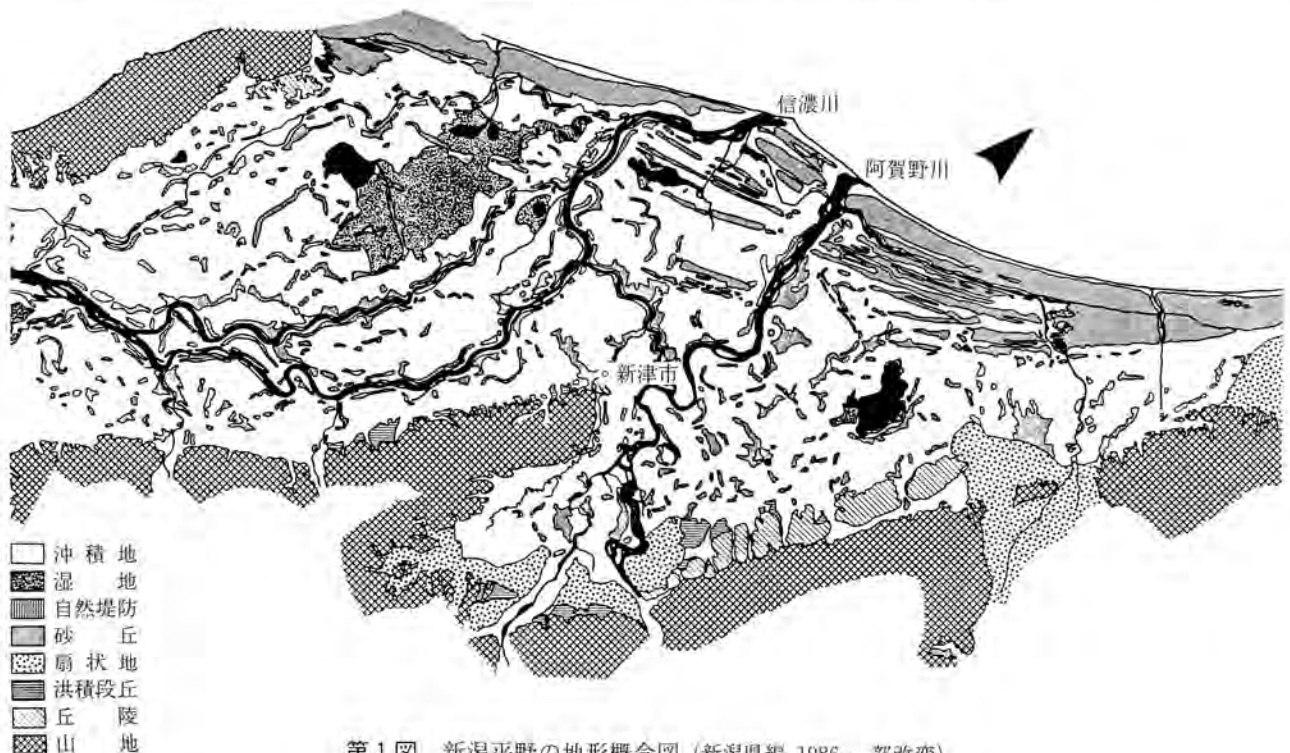 信濃川
阿賀野川
新津市
沖積地
湿地
自然堤防
砂丘
扇状地
洪積段丘
丘陵
山地
第1図 新潟平野の地形概念図 (新潟県編 1986 一部改変)